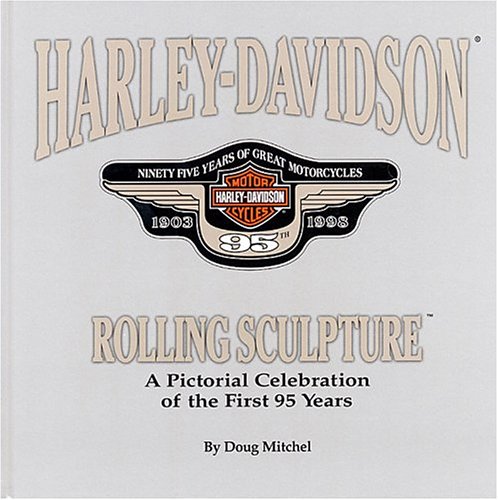 HARLEY-DAVIDSON®
NINETY FIVE YEARS OF GREAT MOTORCYCLES
MOTOR
HARLEY-DAVIDSON
CYCLES
1903 1998
95TH
ROLLING SCULPTURE™
A Pictorial Celebration
of the First 95 Years
By Doug Mitchel